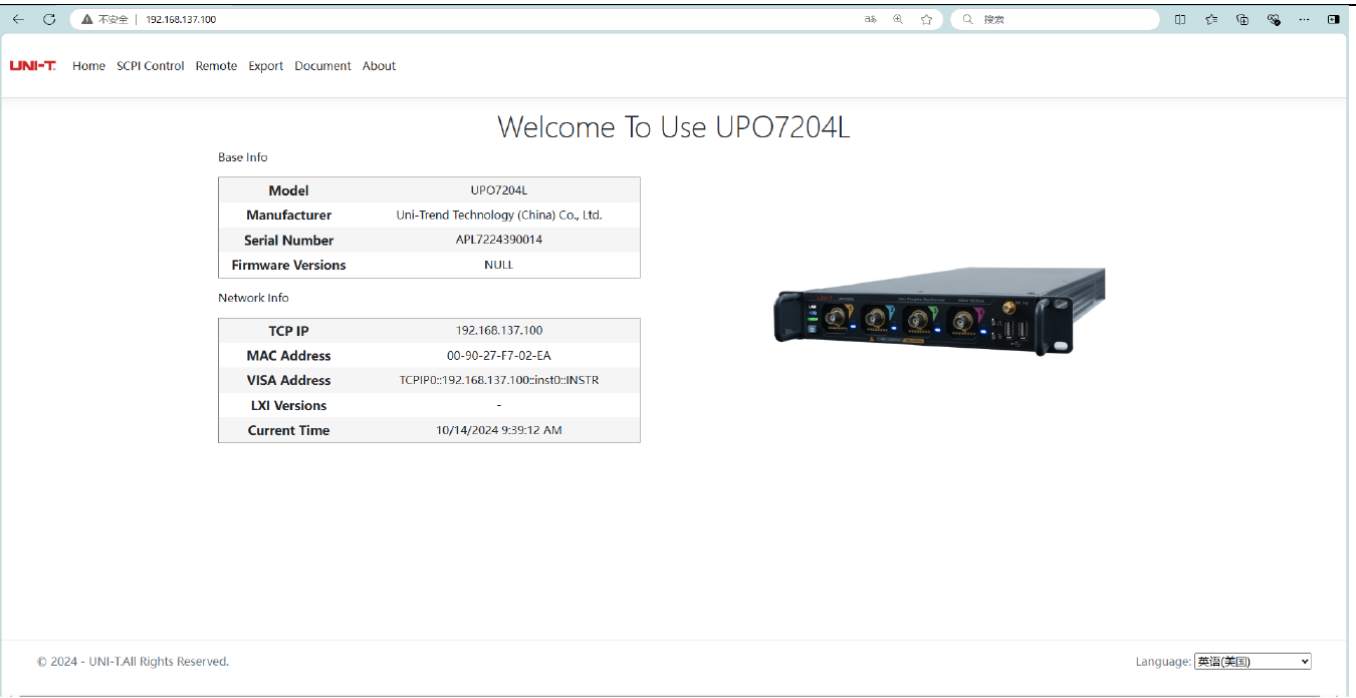 不安全 192.168.137.100 搜索
UNI-T Home SCPI Control Remote Export Document About
Welcome To Use UPO7204L
Base Info
Model UPO7204L
Manufacturer Uni-Trend Technology (China) Co., Ltd.
Serial Number APL7224390014
Firmware Versions NULL
Network Info
TCP IP 192.168.137.100
MAC Address 00-90-27-F7-02-EA
VISA Address TCPIP0::192.168.137.100::inst0::INSTR
LXI Versions -
Current Time 10/14/2024 9:39:12 AM
UNI-T
© 2024 - UNI-T.All Rights Reserved.
Language: 英语(美国)